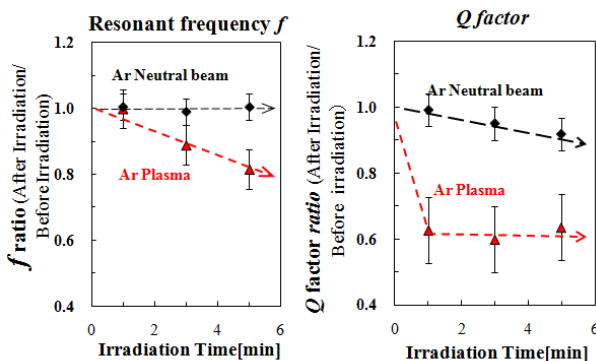 Resonant frequency f
f ratio (After Irradiation/
Before Irradiation)
1.2
1.0
0.8
0.6
0.4
Ar Neutral beam
Ar Plasma
0 2 4 6
Irradiation Time[min]
Q factor
Q factor ratio (After Irradiation/
Before irradiation)
1.2
1.0
0.8
0.6
0.4
Ar Neutral beam
Ar Plasma
0 2 4 6
Irradiation Time[min]